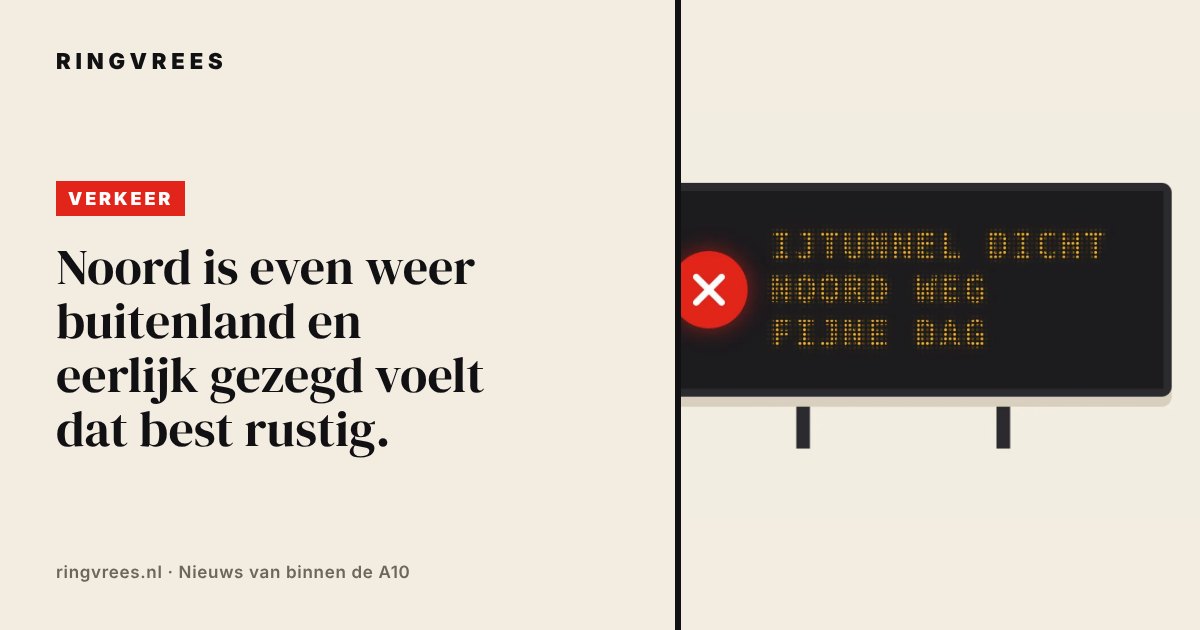 RINGVREES
VERKEER
Noord is even weer
buitenland en
eerlijk gezegd voelt
dat best rustig.
ringvrees.nl · Nieuws van binnen de A10
IJTUNNEL DICHT
NOORD WEG
FIJNE DAG